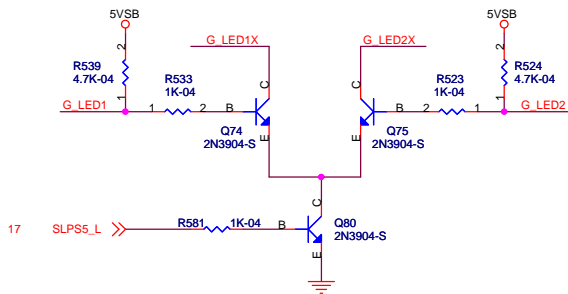 5VSB
5VSB
G_LED1X
G_LED2X
2
2
R539
4.7K-04
R533
1K-04
R523
1K-04
R524
4.7K-04
C
C
1
1
G_LED1
1
2
B
B
2
1
G_LED2
Q74
2N3904-S
Q75
2N3904-S
E
E
C
17
SLPS5_L
R581
1K-04
B
Q80
2N3904-S
E